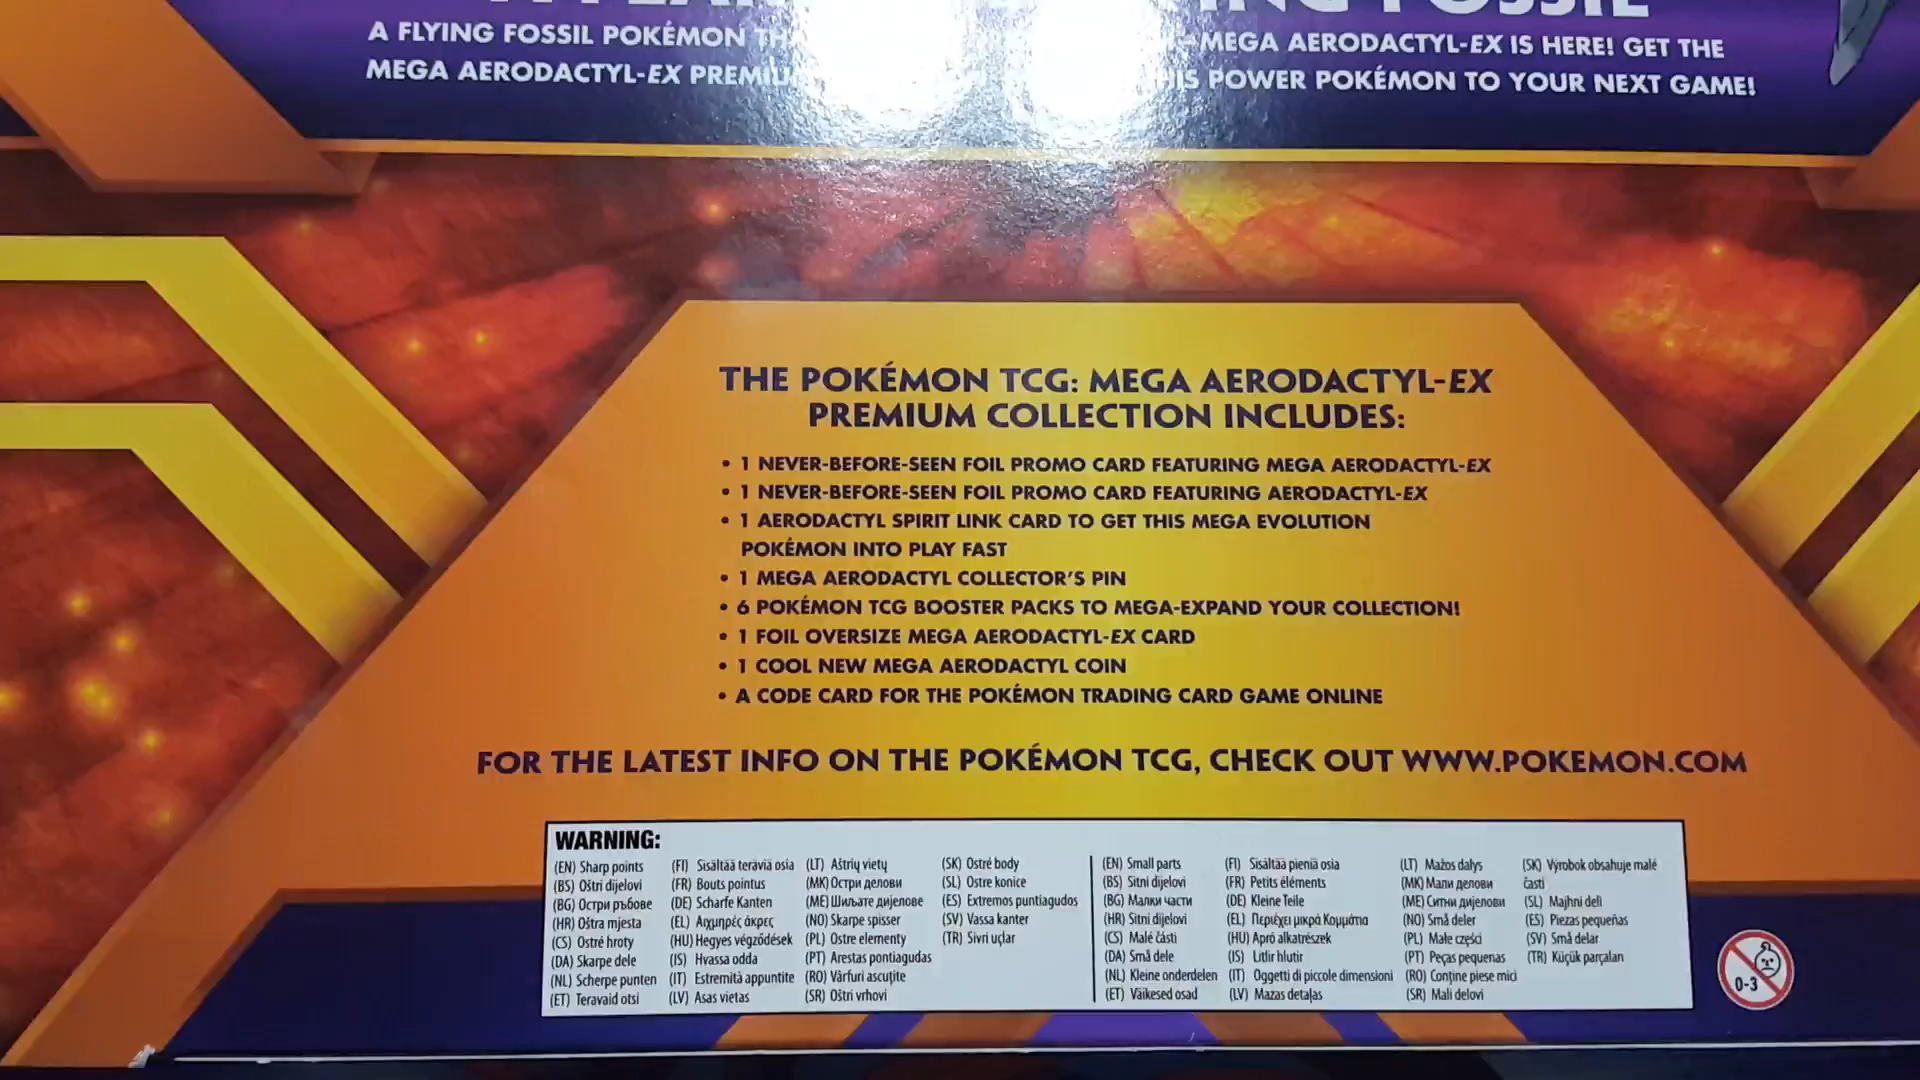 FOSSIL
A FLYING FOSSIL POKÉMON MEGA AERODACTYL-EX IS HERE! GET THE
MEGA AERODACTYL-EX POWER POKÉMON TO YOUR NEXT GAME!
THE POKÉMON TCG: MEGA AERODACTYL-EX
PREMIUM COLLECTION INCLUDES:
• 1 NEVER-BEFORE-SEEN FOIL PROMO CARD FEATURING MEGA AERODACTYL-EX
• 1 NEVER-BEFORE-SEEN FOIL PROMO CARD FEATURING AERODACTYL-EX
• 1 AERODACTYL SPIRIT LINK CARD TO GET THIS MEGA EVOLUTION
POKÉMON INTO PLAY FAST
• 1 MEGA AERODACTYL COLLECTOR'S PIN
• 6 POKÉMON TCG BOOSTER PACKS TO MEGA-EXPAND YOUR COLLECTION!
• 1 FOIL OVERSIZE MEGA AERODACTYL-EX CARD
• 1 COOL NEW MEGA AERODACTYL COIN
• A CODE CARD FOR THE POKÉMON TRADING CARD GAME ONLINE
FOR THE LATEST INFO ON THE POKÉMON TCG, CHECK OUT WWW.POKEMON.COM
WARNING:
(EN) Sharp points
(BS) Oštri dijelovi
(BG) Остри ръбове
(HR) Oštra mjesta
(CS) Ostré hroty
(DA) Skarpe dele
(NL) Scherpe punten
(ET) Teravaid otsi
(FI) Sisältää teräviä osia
(FR) Bouts pointus
(DE) Scharfe Kanten
(EL) Αιχμηρές άκρες
(HU) Hegyes végződések
(IS) Hvassa odda
(IT) Estremità appuntite
(LV) Asas vietas
(LT) Aštrių vietų
(MK) Остри делови
(ME) Шиљате дијелове
(NO) Skarpe spisser
(PL) Ostre elementy
(PT) Arestas pontiagudas
(RO) Vârfuri ascuțite
(SR) Oštri vrhovi
(SK) Ostré body
(SL) Ostre konice
(ES) Extremos puntiagudos
(SV) Vassa kanter
(TR) Sivri uçlar
(EN) Small parts
(BS) Sitni dijelovi
(BG) Малки части
(HR) Sitni dijelovi
(CS) Malé části
(DA) Små dele
(NL) Kleine onderdelen
(ET) Väikesed osad
(FI) Sisältää pieniä osia
(FR) Petits éléments
(DE) Kleine Teile
(EL) Περιέχει μικρά Κομμάτια
(HU) Apró alkatrészek
(IS) Litlir hlutir
(IT) Oggetti di piccole dimensioni
(LV) Mazas detaļas
(LT) Mažos dalys
(MK) Мали делови
(ME) Ситни дијелови
(NO) Små deler
(PL) Małe części
(PT) Peças pequenas
(RO) Conține piese mici
(SR) Mali delovi
(SK) Výrobok obsahuje malé
časti
(SL) Majhni deli
(ES) Piezas pequeñas
(SV) Små delar
(TR) Küçük parçaları
0-3